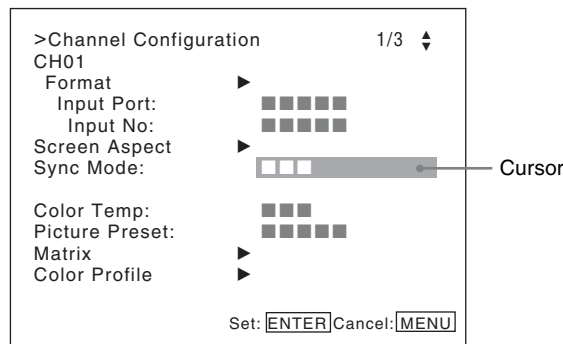 >Channel Configuration 1/3
CH01
Format
Input Port:
Input No:
Screen Aspect
Sync Mode:
Cursor
Color Temp:
Picture Preset:
Matrix
Color Profile
Set: ENTER Cancel: MENU